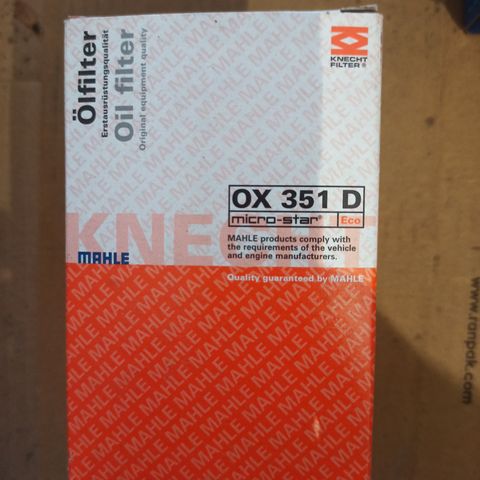 Ölfilter
Erstausrüstungsqualität
Oil filter
Original equipment quality
KNECHT
FILTER®
OX 351 D
micro-star® Eco
MAHLE products comply with
the requirements of the vehicle
and engine manufacturers.
KNECHT
MAHLE
Quality guaranteed by MAHLE
www.ranpak.com